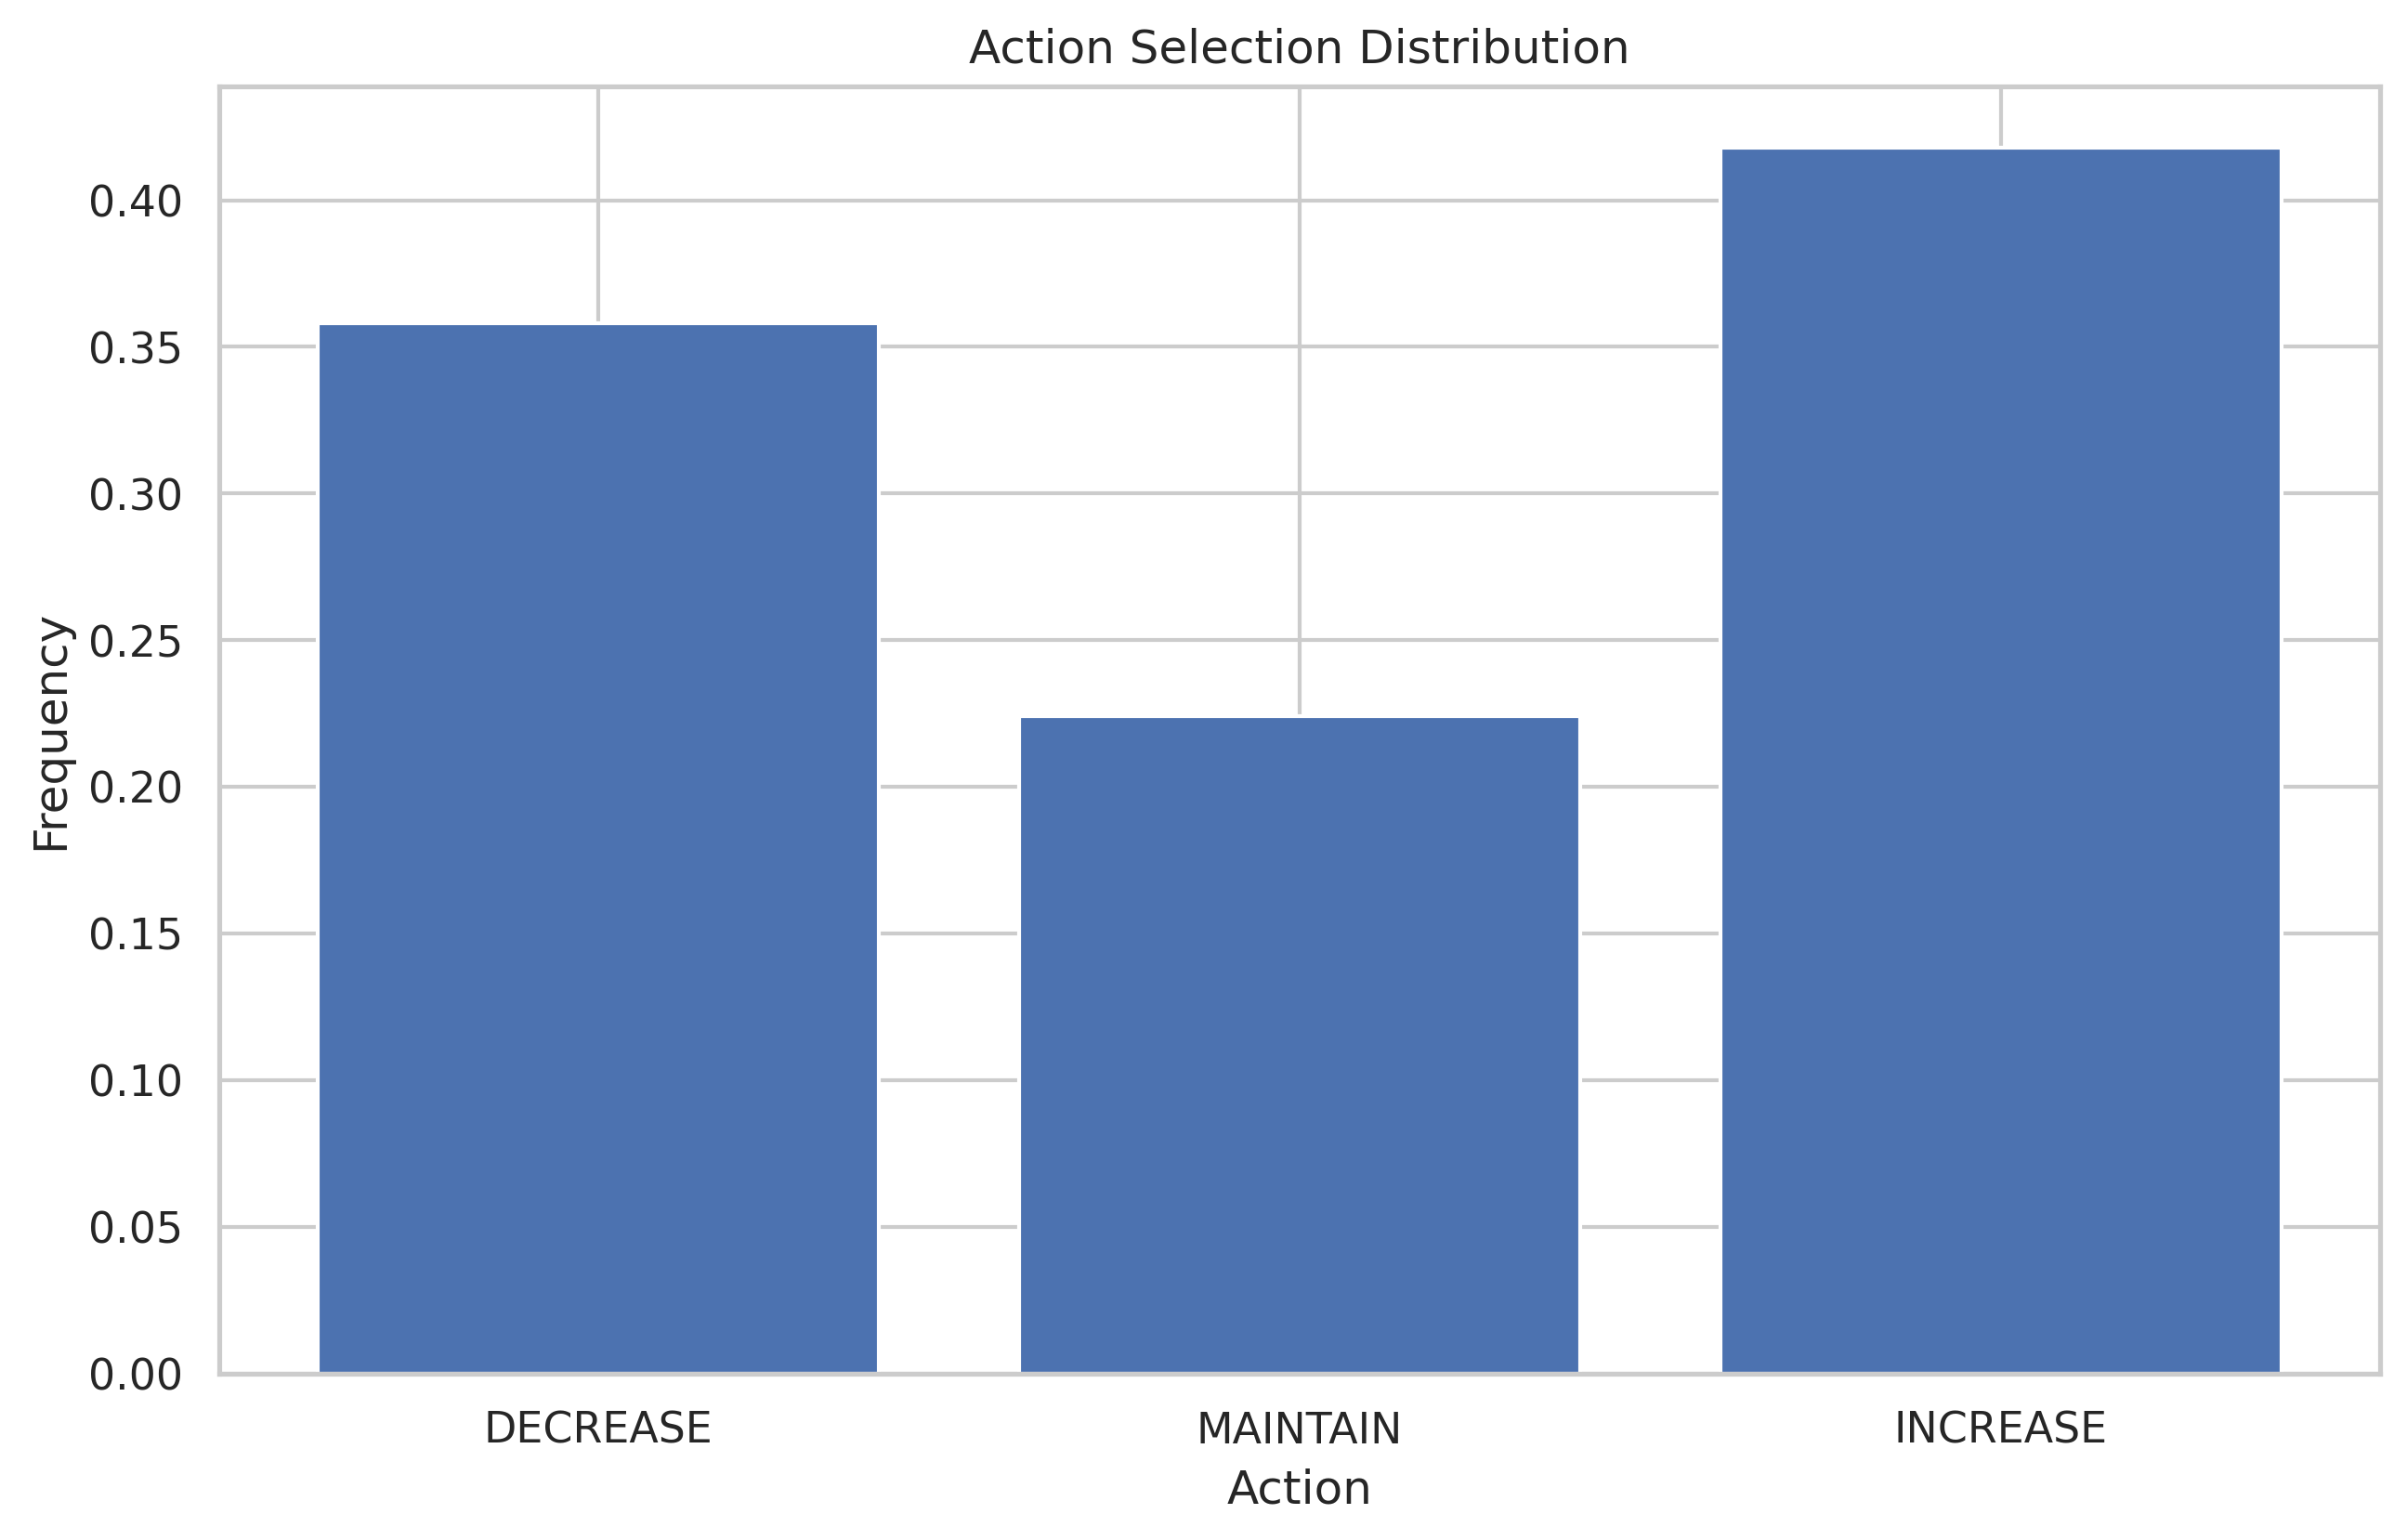 Action Selection Distribution
Frequency
0.40
0.35
0.30
0.25
0.20
0.15
0.10
0.05
0.00
DECREASE MAINTAIN INCREASE
Action